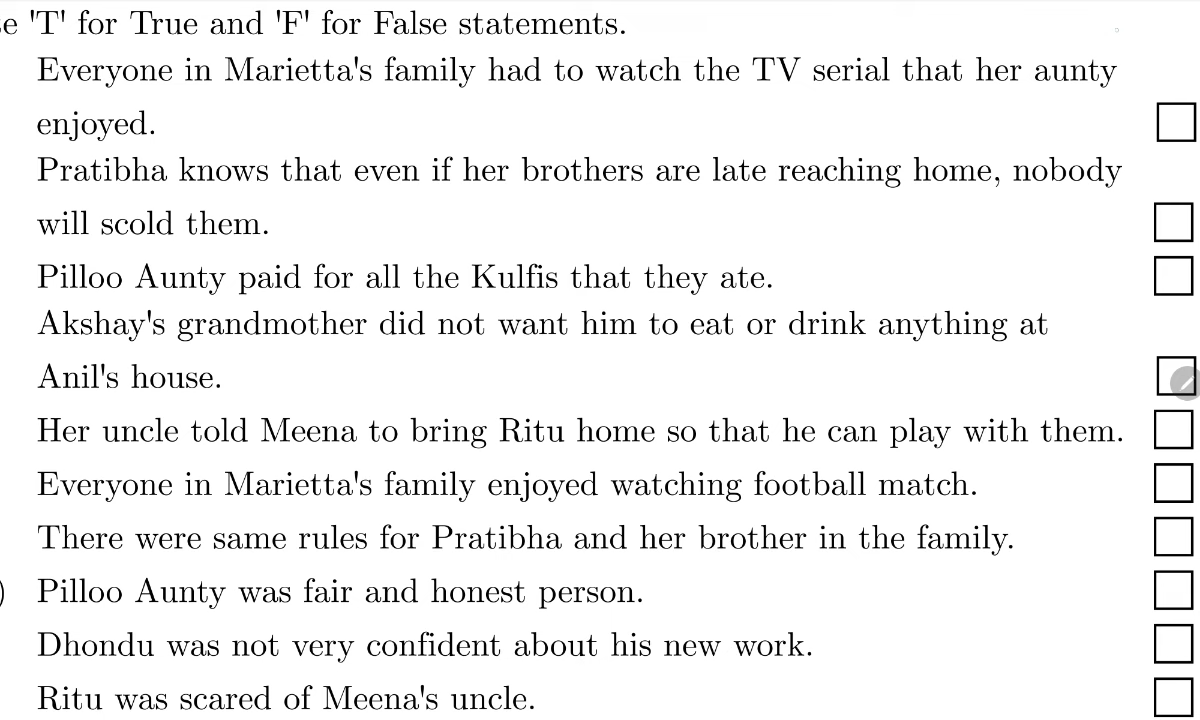 'T' for True and 'F' for False statements.
Everyone in Marietta's family had to watch the TV serial that her aunty
enjoyed.
Pratibha knows that even if her brothers are late reaching home, nobody
will scold them.
Pilloo Aunty paid for all the Kulfis that they ate.
Akshay's grandmother did not want him to eat or drink anything at
Anil's house.
Her uncle told Meena to bring Ritu home so that he can play with them.
Everyone in Marietta's family enjoyed watching football match.
There were same rules for Pratibha and her brother in the family.
) Pilloo Aunty was fair and honest person.
Dhondu was not very confident about his new work.
Ritu was scared of Meena's uncle.